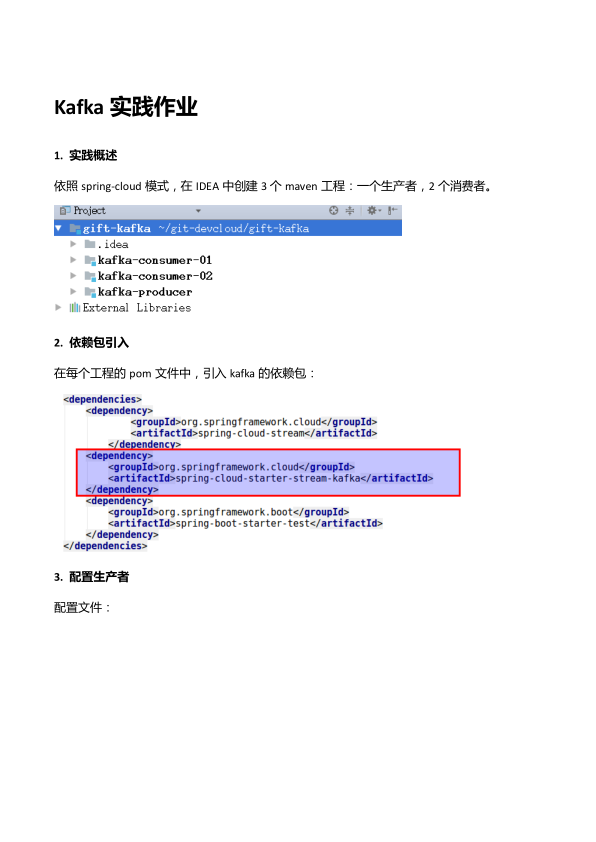 Kafka 实践作业
1. 实践概述
依照 spring-cloud 模式，在 IDEA 中创建 3 个 maven 工程：一个生产者，2 个消费者。
Project
gift-kafka ~/git-devcloud/gift-kafka
.idea
kafka-consumer-01
kafka-consumer-02
kafka-producer
External Libraries
2. 依赖包引入
在每个工程的 pom 文件中，引入 kafka 的依赖包：
<dependencies>
<dependency>
<groupId>org.springframework.cloud</groupId>
<artifactId>spring-cloud-stream</artifactId>
</dependency>
<dependency>
<groupId>org.springframework.cloud</groupId>
<artifactId>spring-cloud-starter-stream-kafka</artifactId>
</dependency>
<dependency>
<groupId>org.springframework.boot</groupId>
<artifactId>spring-boot-starter-test</artifactId>
</dependency>
</dependencies>
3. 配置生产者
配置文件：